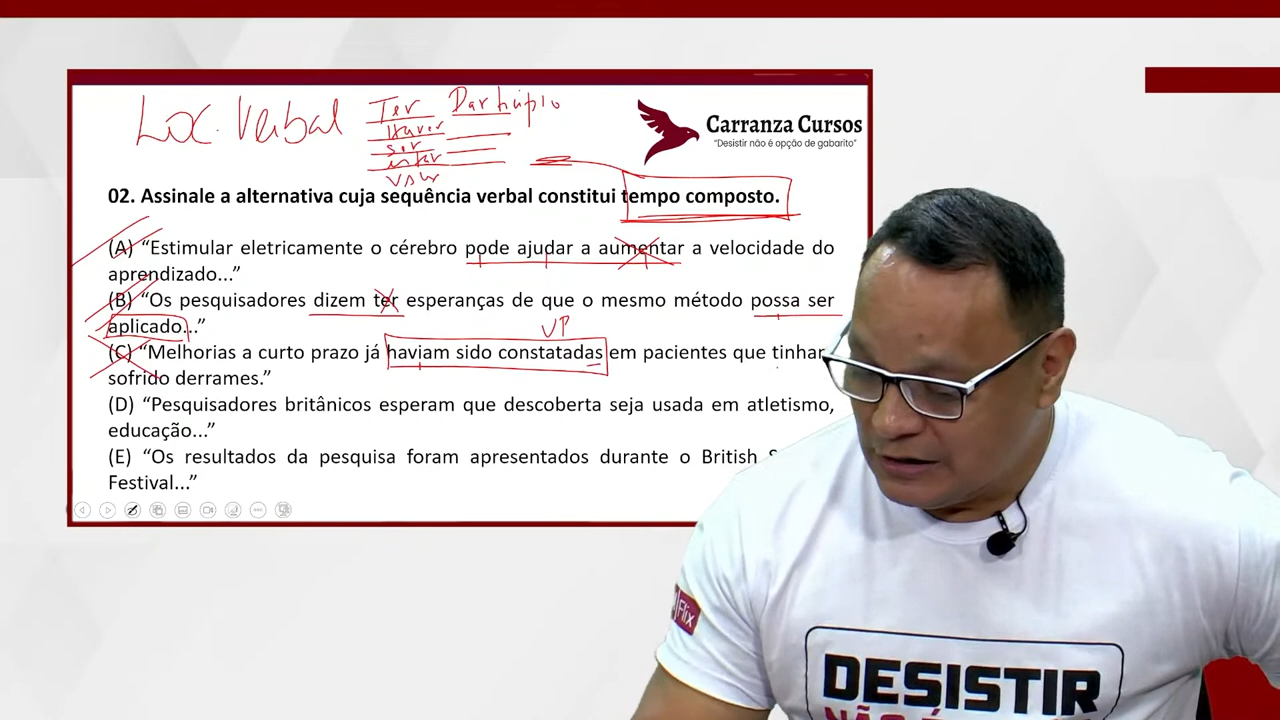 Loc. Verbal Ter Particípio
Haver
ser
estar
Carranza Cursos
“Desistir não é opção de gabarito”
02. Assinale a alternativa cuja sequência verbal constitui tempo composto.
(A) “Estimular eletricamente o cérebro pode ajudar a aumentar a velocidade do
aprendizado...”
(B) “Os pesquisadores dizem ter esperanças de que o mesmo método possa ser
aplicado...”
VP
(C) “Melhorias a curto prazo já haviam sido constatadas em pacientes que tinham
sofrido derrames.”
(D) “Pesquisadores britânicos esperam que descoberta seja usada em atletismo,
educação...”
(E) “Os resultados da pesquisa foram apresentados durante o British
Festival...”
Flix
DESISTIR
NÃO É